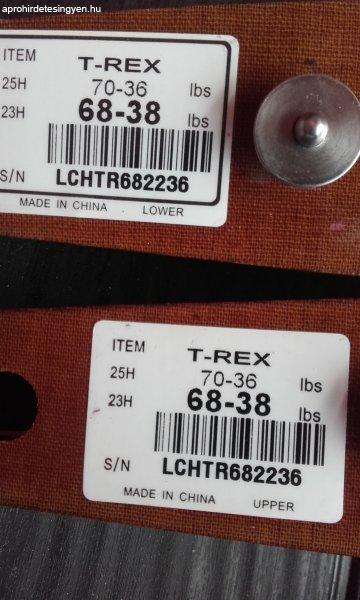 aprohirdetesingyen.hu
ITEM T-REX
25H 70-36 lbs
23H 68-38 lbs
S/N LCHTR682236
MADE IN CHINA LOWER
ITEM T-REX
25H 70-36 lbs
23H 68-38 lbs
S/N LCHTR682236
MADE IN CHINA UPPER